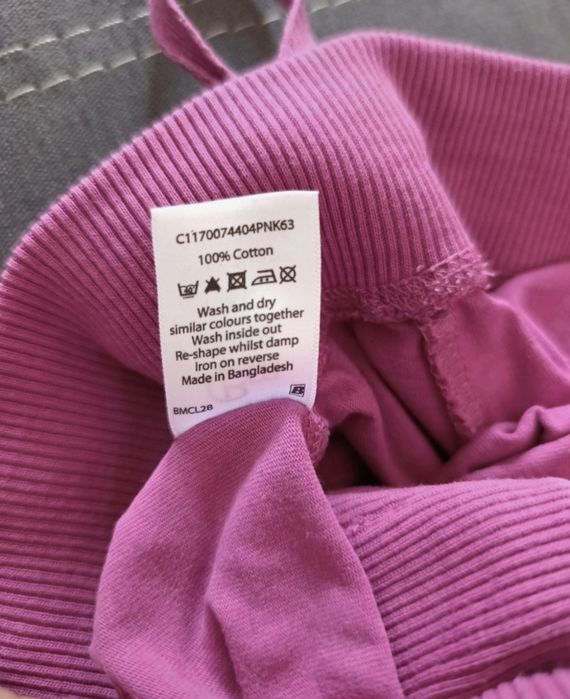 C1170074404PNK63
100% Cotton
40
Wash and dry
similar colours together
Wash inside out
Re-shape whilst damp
Iron on reverse
Made in Bangladesh
B
BMCL28